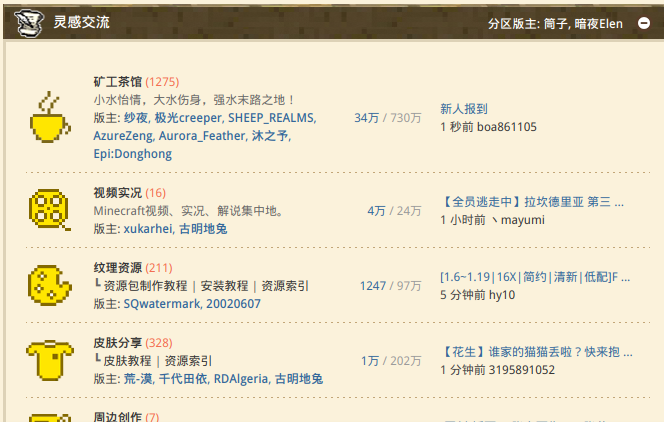 灵感交流
分区版主: 筒子, 暗夜Elen
矿工茶馆 (1275)
小水怡情，大水伤身，强水末路之地！
版主: 纱夜, 极光creeper, SHEEP_REALMS,
AzureZeng, Aurora_Feather, 沐之予,
Epi:Donghong
34万 / 730万
新人报到
1 秒前 boa861105
视频实况 (16)
Minecraft视频、实况、解说集中地。
版主: xukarhei, 古明地兔
4万 / 24万
【全员逃走中】拉坎德里亚 第三 ...
1 小时前 丶mayumi
纹理资源 (211)
┗ 资源包制作教程 | 安装教程 | 资源索引
版主: SQwatermark, 20020607
1247 / 97万
[1.6~1.19|16X|简约|清新|低配]F ...
5 分钟前 hy10
皮肤分享 (328)
┗ 皮肤教程 | 资源索引
版主: 荒-漠, 千代田依, RDAlgeria, 古明地兔
1万 / 202万
【花生】谁家的猫猫丢啦？快来抱 ...
1 分钟前 3195891052
周边创作 (7)